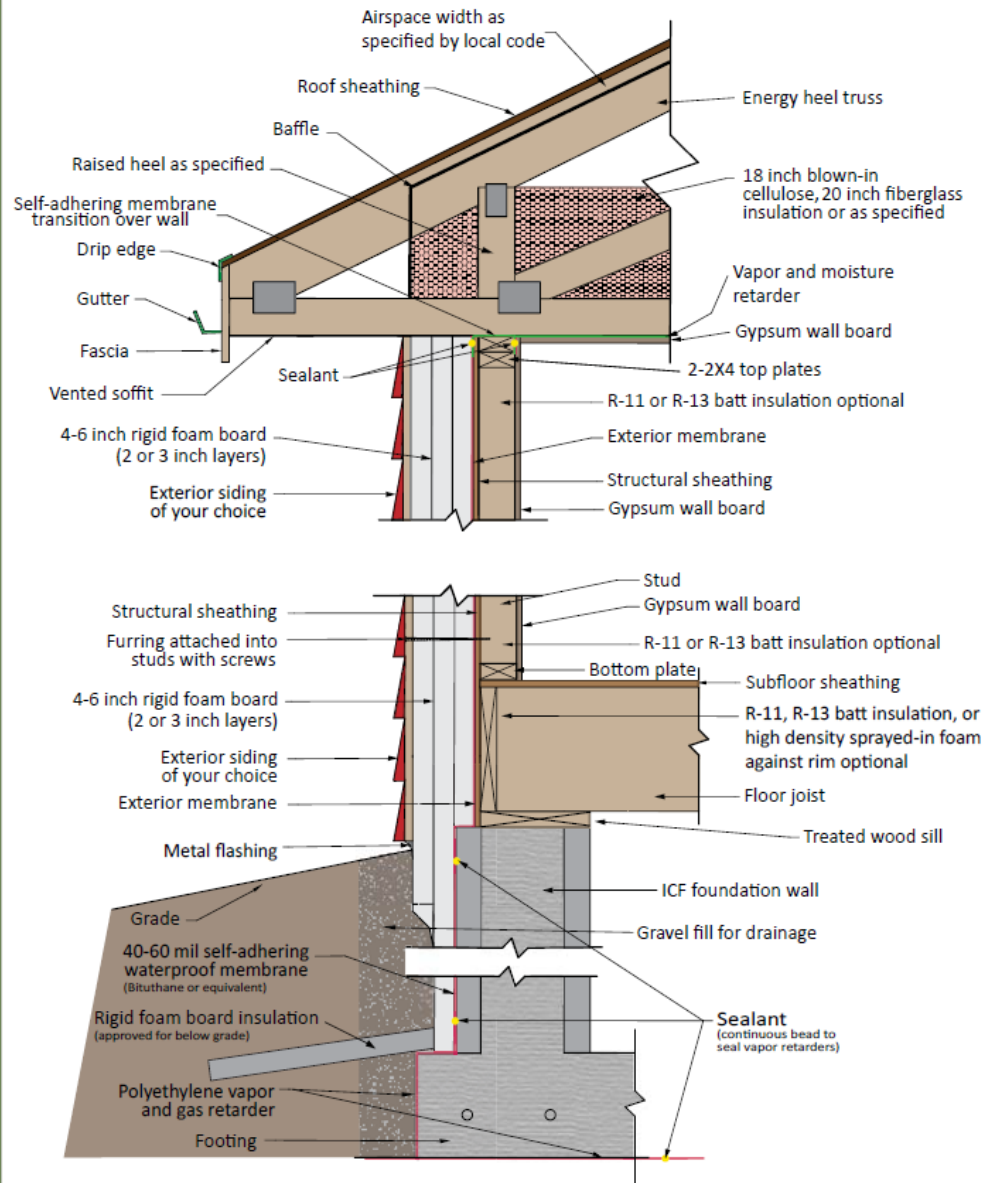 Airspace width as
specified by local code
Roof sheathing
Energy heel truss
Baffle
Raised heel as specified
18 inch blown-in
cellulose, 20 inch fiberglass
insulation or as specified
Self-adhering membrane
transition over wall
Drip edge
Vapor and moisture
retarder
Gutter
Gypsum wall board
Fascia
Sealant
2-2X4 top plates
Vented soffit
R-11 or R-13 batt insulation optional
4-6 inch rigid foam board
(2 or 3 inch layers)
Exterior membrane
Structural sheathing
Exterior siding
of your choice
Gypsum wall board
Stud
Structural sheathing
Gypsum wall board
Furring attached into
studs with screws
R-11 or R-13 batt insulation optional
Bottom plate
Subfloor sheathing
4-6 inch rigid foam board
(2 or 3 inch layers)
R-11, R-13 batt insulation, or
high density sprayed-in foam
against rim optional
Exterior siding
of your choice
Floor joist
Exterior membrane
Treated wood sill
Metal flashing
ICF foundation wall
Grade
Gravel fill for drainage
40-60 mil self-adhering
waterproof membrane
(Bituthane or equivalent)
Rigid foam board insulation
(approved for below grade)
Sealant
(continuous bead to
seal vapor retarders)
Polyethylene vapor
and gas retarder
Footing